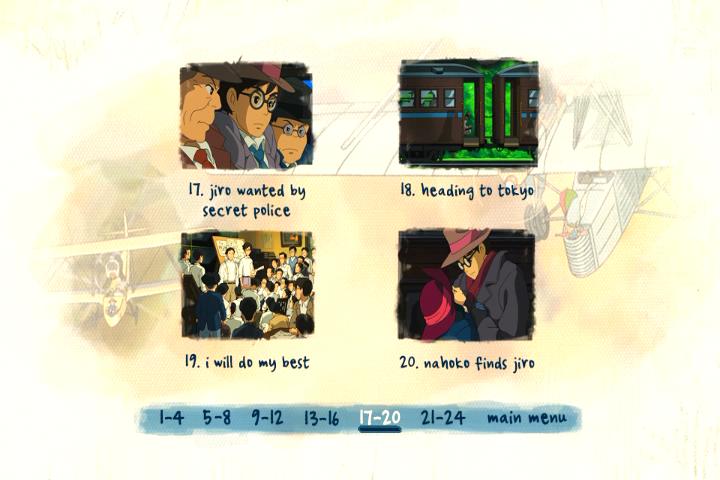 17. jiro wanted by
secret police
18. heading to tokyo
19. i will do my best
20. nahoko finds jiro
1-4 5-8 9-12 13-16 17-20 21-24 main menu